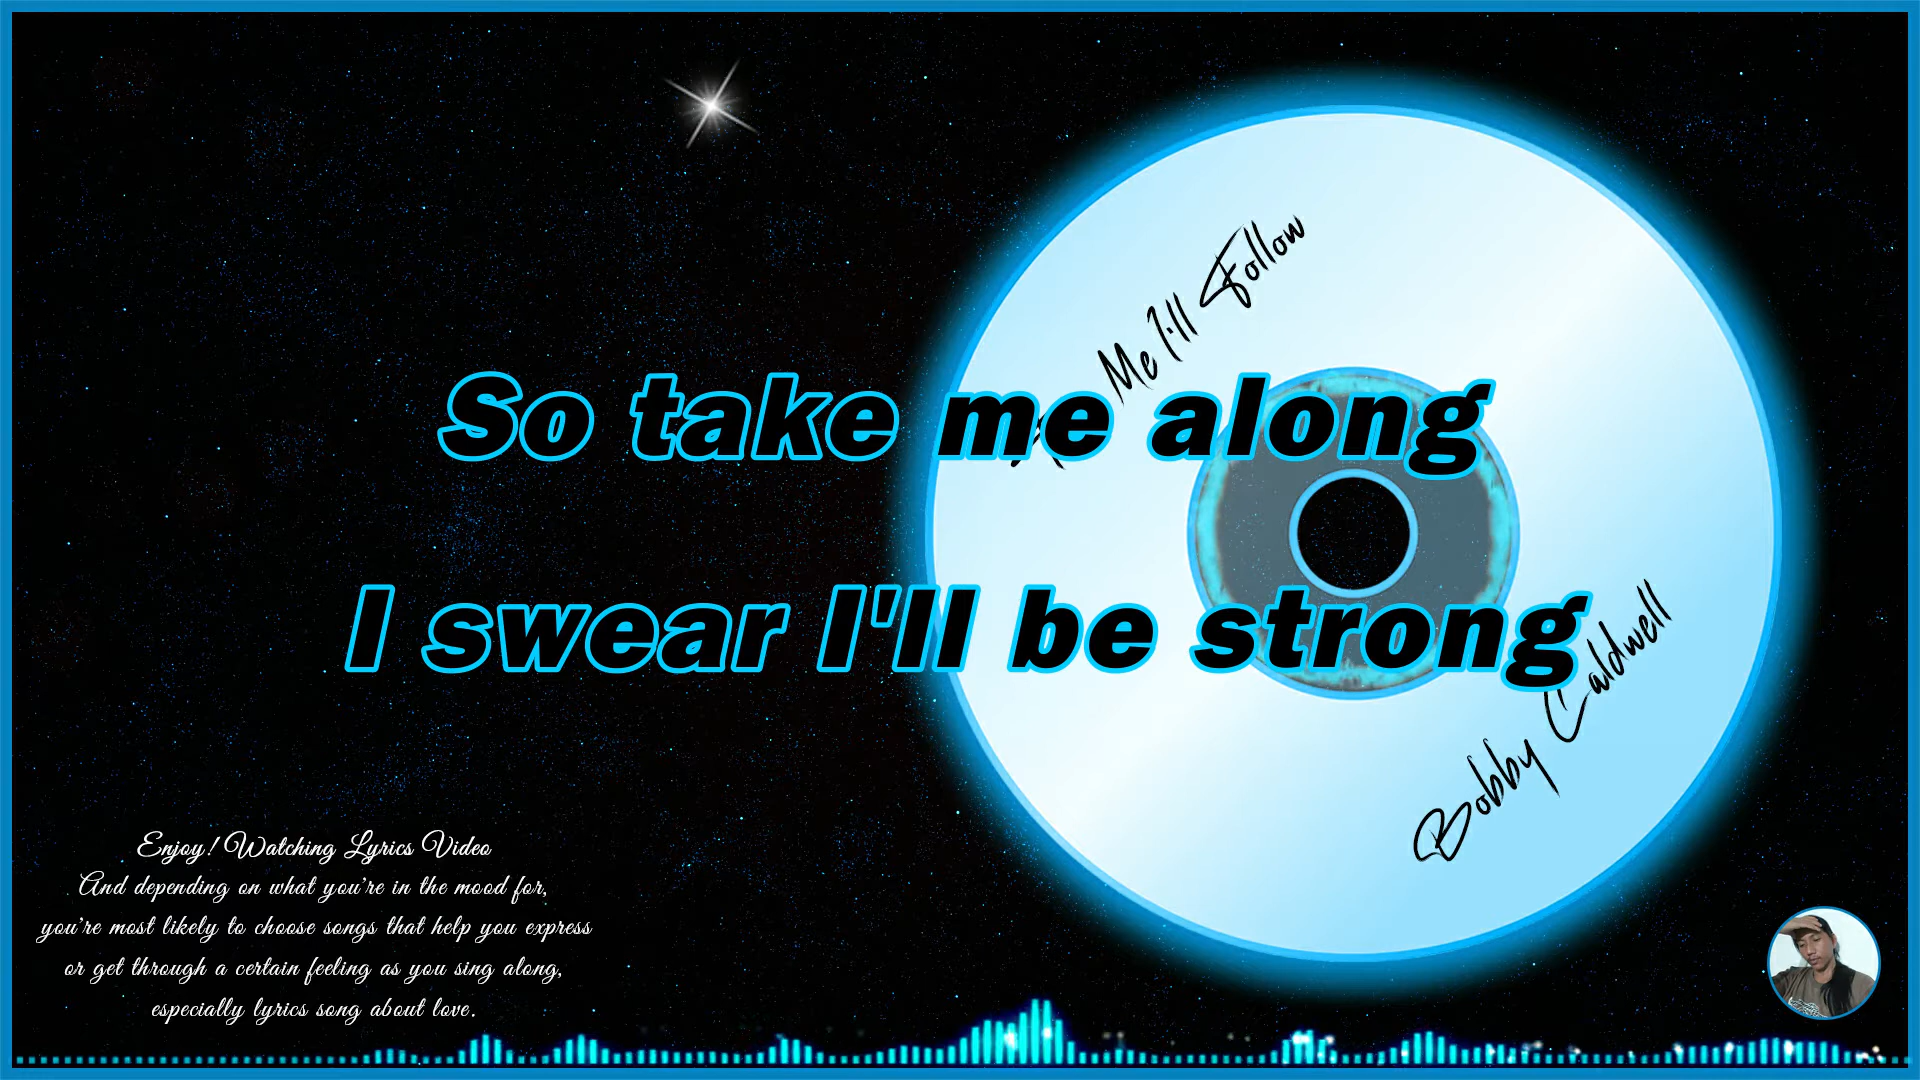 Me I'll Follow
So take me along
I swear I'll be strong
Bobby Caldwell
Enjoy! Watching Lyrics Video
And depending on what you're in the mood for,
you're most likely to choose songs that help you express
or get through a certain feeling as you sing along,
especially lyrics song about love.